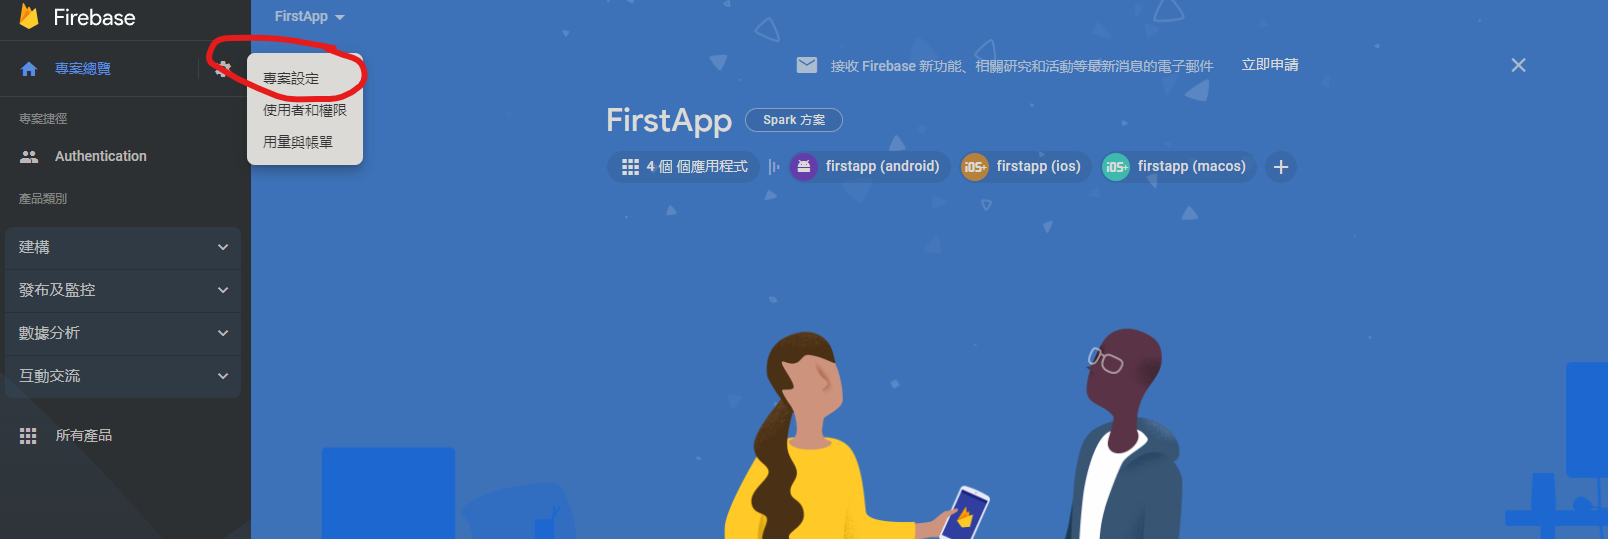 Firebase
FirstApp
專案總覽
專案設定
使用者和權限
用量與帳單
專案捷徑
Authentication
產品類別
建構
發布及監控
數據分析
互動交流
所有產品
接收 Firebase 新功能、相關研究和活動等最新消息的電子郵件 立即申請
FirstApp Spark 方案
4 個 個應用程式 firstapp (android) iOS+ firstapp (ios) iOS+ firstapp (macos)